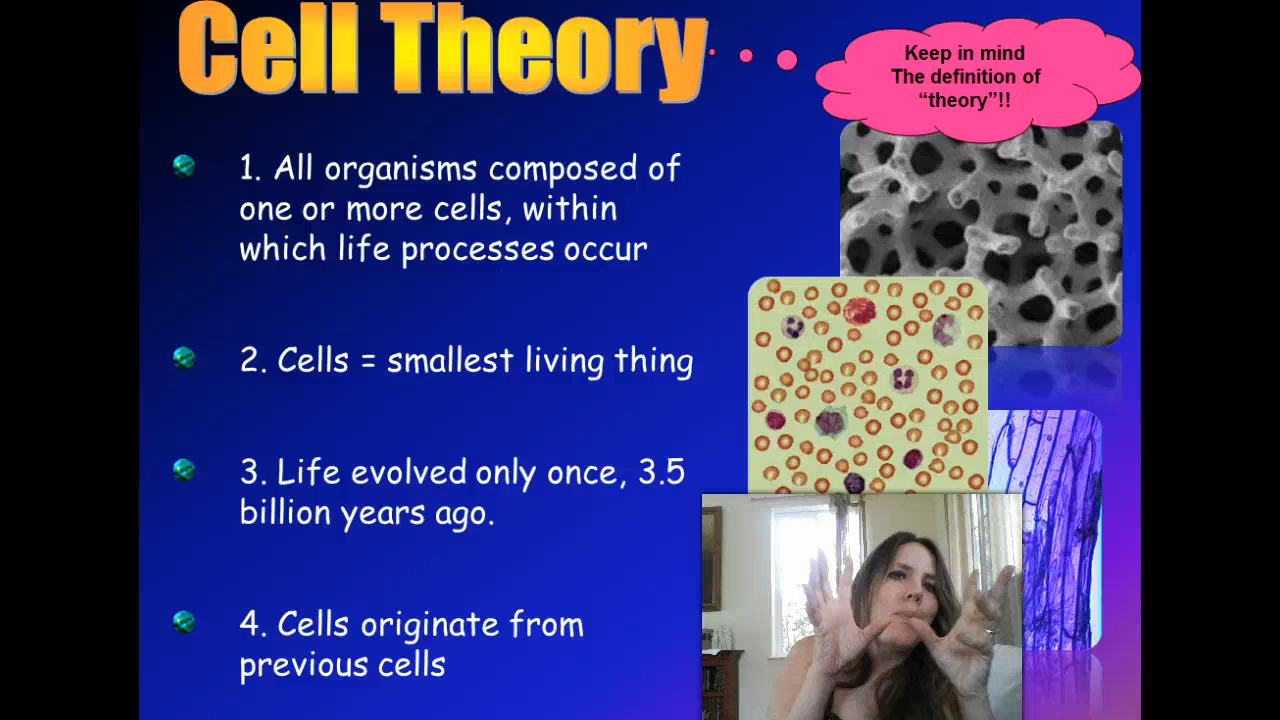 Cell Theory
Keep in mind
The definition of
“theory”!!
1. All organisms composed of
one or more cells, within
which life processes occur
2. Cells = smallest living thing
3. Life evolved only once, 3.5
billion years ago.
4. Cells originate from
previous cells